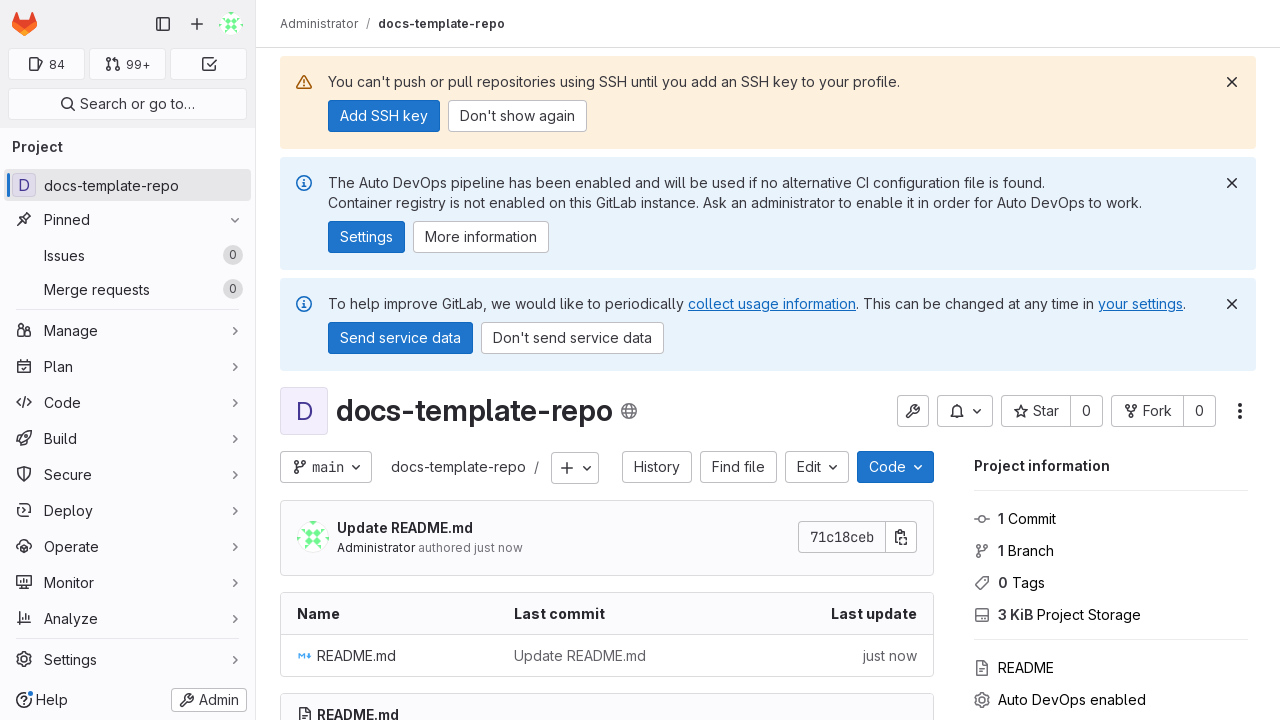 84
99+
Search or go to…
Project
D docs-template-repo
Pinned
Issues 0
Merge requests 0
Manage
Plan
Code
Build
Secure
Deploy
Operate
Monitor
Analyze
Settings
Help
Admin
Administrator / docs-template-repo
You can't push or pull repositories using SSH until you add an SSH key to your profile.
Add SSH key Don't show again
The Auto DevOps pipeline has been enabled and will be used if no alternative CI configuration file is found.
Container registry is not enabled on this GitLab instance. Ask an administrator to enable it in order for Auto DevOps to work.
Settings More information
To help improve GitLab, we would like to periodically collect usage information. This can be changed at any time in your settings.
Send service data Don't send service data
D docs-template-repo
Star 0 Fork 0
main docs-template-repo / History Find file Edit Code
Update README.md
Administrator authored just now
71c18ceb
Name Last commit Last update
README.md Update README.md just now
README.md
Project information
1 Commit
1 Branch
0 Tags
3 KiB Project Storage
README
Auto DevOps enabled